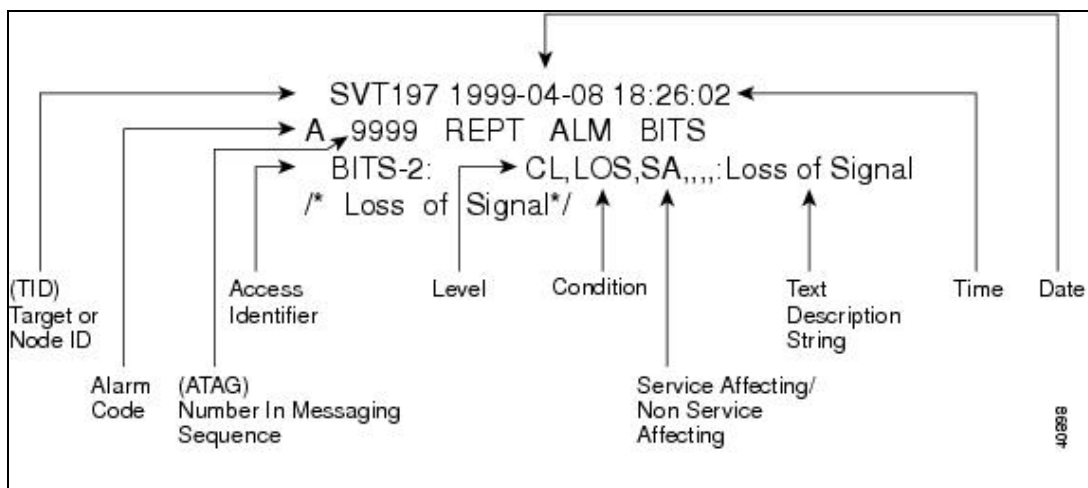 SVT197 1999-04-08 18:26:02
A 9999 REPT ALM BITS
BITS-2: CL,LOS,SA,,,,:Loss of Signal
/* Loss of Signal*/
(TID)
Target or
Node ID
Access
Identifier
Level
Condition
Text
Description
String
Time
Date
Alarm
Code
(ATAG)
Number In Messaging
Sequence
Service Affecting/
Non Service
Affecting
40698